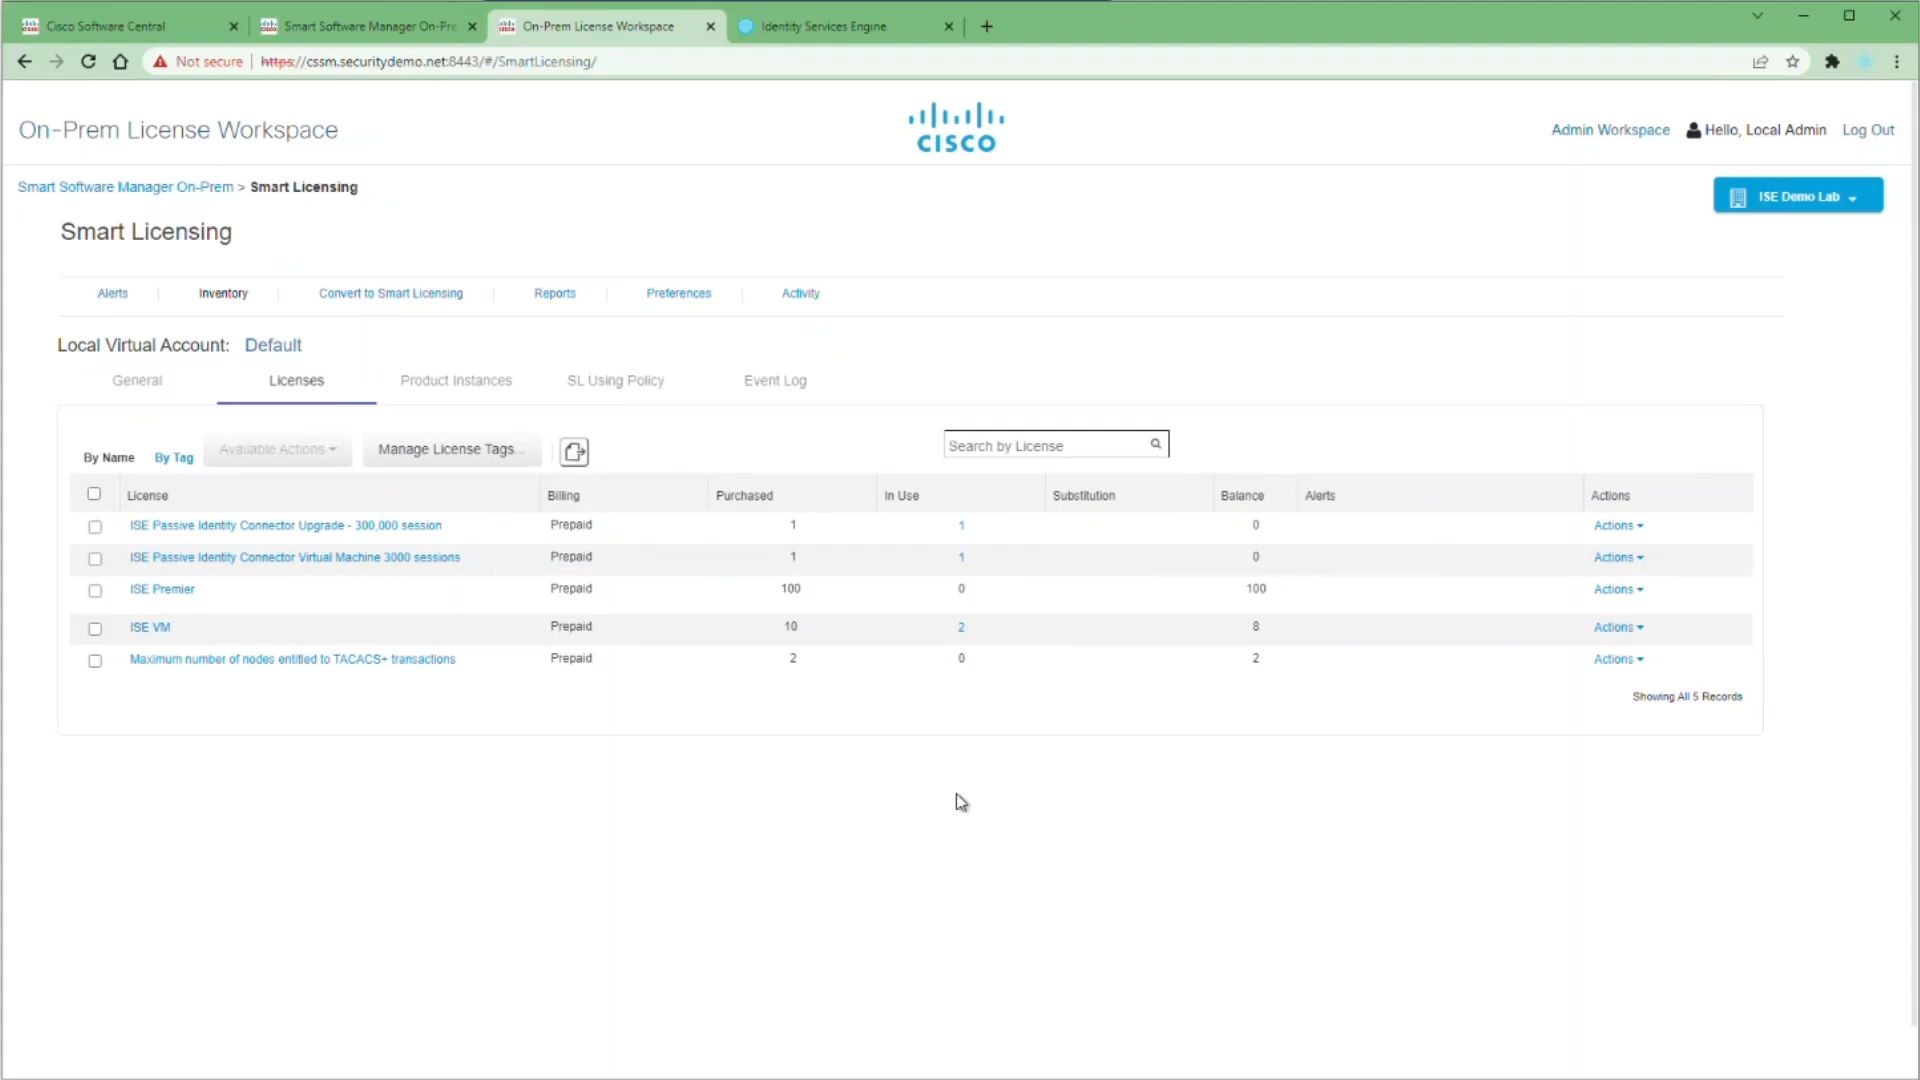 Cisco Software Central
Smart Software Manager On-Pre
On-Prem License Workspace
Identity Services Engine
Not secure
https://cssm.securitydemo.net:8443/#/SmartLicensing/
On-Prem License Workspace
CISCO
Admin Workspace
Hello, Local Admin
Log Out
Smart Software Manager On-Prem > Smart Licensing
ISE Demo Lab
Smart Licensing
Alerts
Inventory
Convert to Smart Licensing
Reports
Preferences
Activity
Local Virtual Account: Default
General
Licenses
Product Instances
SL Using Policy
Event Log
By Name
By Tag
Available Actions
Manage License Tags...
Search by License
License Billing Purchased In Use Substitution Balance Alerts Actions
ISE Passive Identity Connector Upgrade - 300,000 session Prepaid 1 1 0 Actions
ISE Passive Identity Connector Virtual Machine 3000 sessions Prepaid 1 1 0 Actions
ISE Premier Prepaid 100 0 100 Actions
ISE VM Prepaid 10 2 8 Actions
Maximum number of nodes entitled to TACACS+ transactions Prepaid 2 0 2 Actions
Showing All 5 Records